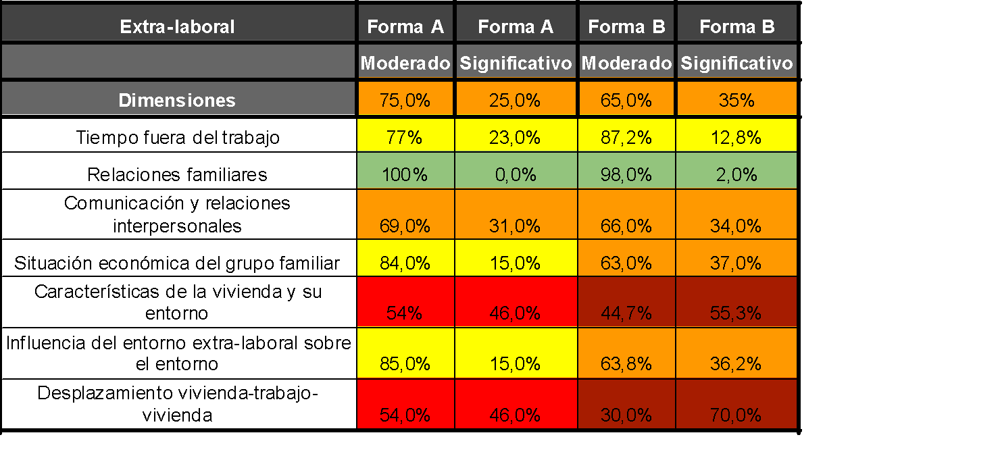 Extra-laboral Forma A Forma A Forma B Forma B
Moderado Significativo Moderado Significativo
Dimensiones 75,0% 25,0% 65,0% 35%
Tiempo fuera del trabajo 77% 23,0% 87,2% 12,8%
Relaciones familiares 100% 0,0% 98,0% 2,0%
Comunicación y relaciones
interpersonales 69,0% 31,0% 66,0% 34,0%
Situación económica del grupo familiar 84,0% 15,0% 63,0% 37,0%
Características de la vivienda y su
entorno 54% 46,0% 44,7% 55,3%
Influencia del entorno extra-laboral sobre
el entorno 85,0% 15,0% 63,8% 36,2%
Desplazamiento vivienda-trabajo-
vivienda 54,0% 46,0% 30,0% 70,0%